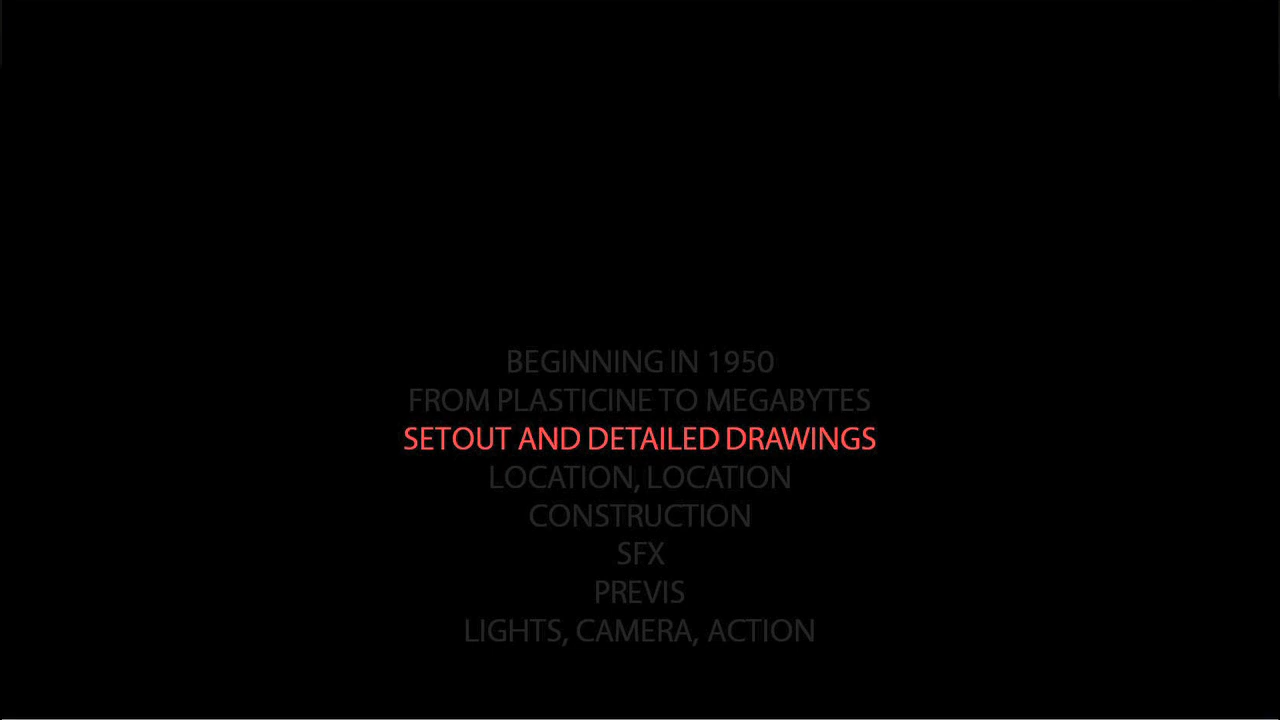 BEGINNING IN 1950
FROM PLASTICINE TO MEGABYTES
SETOUT AND DETAILED DRAWINGS
LOCATION, LOCATION
CONSTRUCTION
SFX
PREVIS
LIGHTS, CAMERA, ACTION